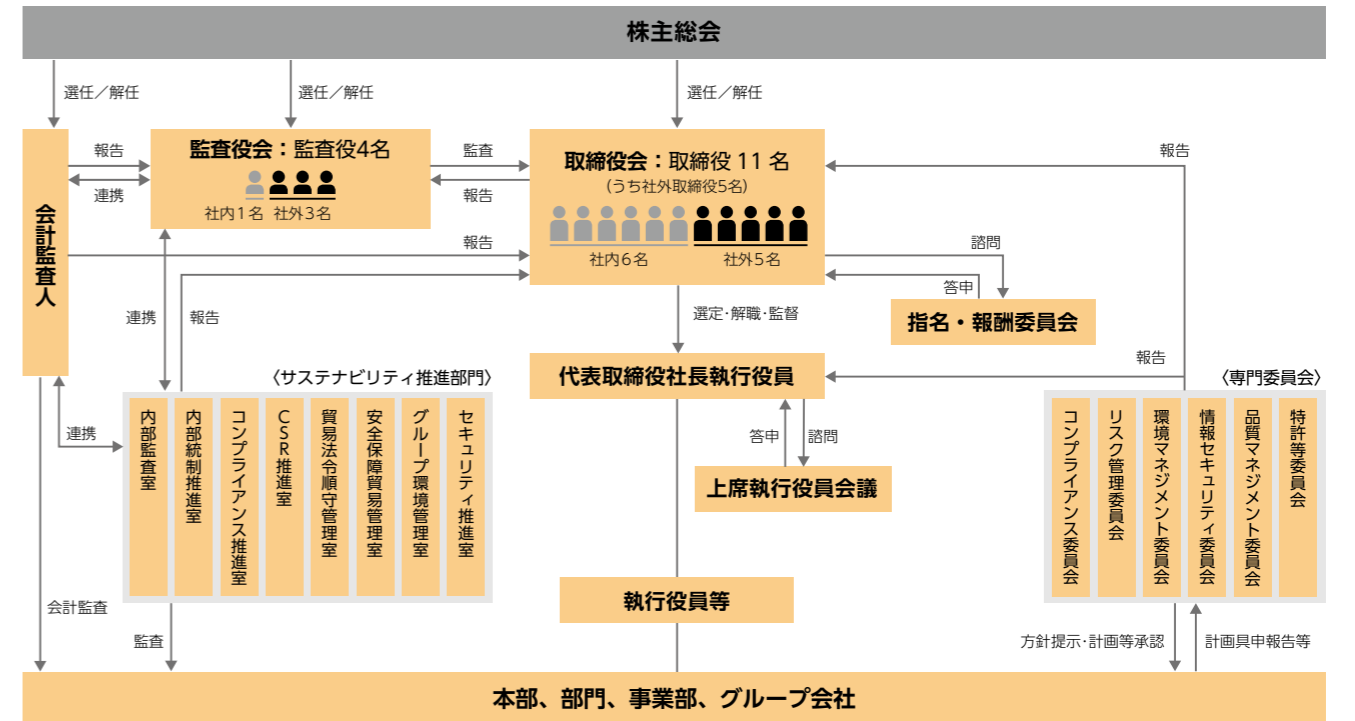 株主総会
選任／解任
選任／解任
選任／解任
会計監査人
報告
連携
監査役会：監査役4名
社内1名 社外3名
監査
報告
取締役会：取締役 11 名
(うち社外取締役5名)
社内6名
社外5名
報告
報告
諮問
答申
指名・報酬委員会
連携
報告
選定・解職・監督
代表取締役社長執行役員
報告
答申
諮問
上席執行役員会議
執行役員等
〈サステナビリティ推進部門〉
連携
内部監査室
内部統制推進室
コンプライアンス推進室
CSR推進室
貿易法令順守管理室
安全保障貿易管理室
グループ環境管理室
セキュリティ推進室
〈専門委員会〉
コンプライアンス委員会
リスク管理委員会
環境マネジメント委員会
情報セキュリティ委員会
品質マネジメント委員会
特許等委員会
会計監査
監査
方針提示・計画等承認
計画具申報告等
本部、部門、事業部、グループ会社